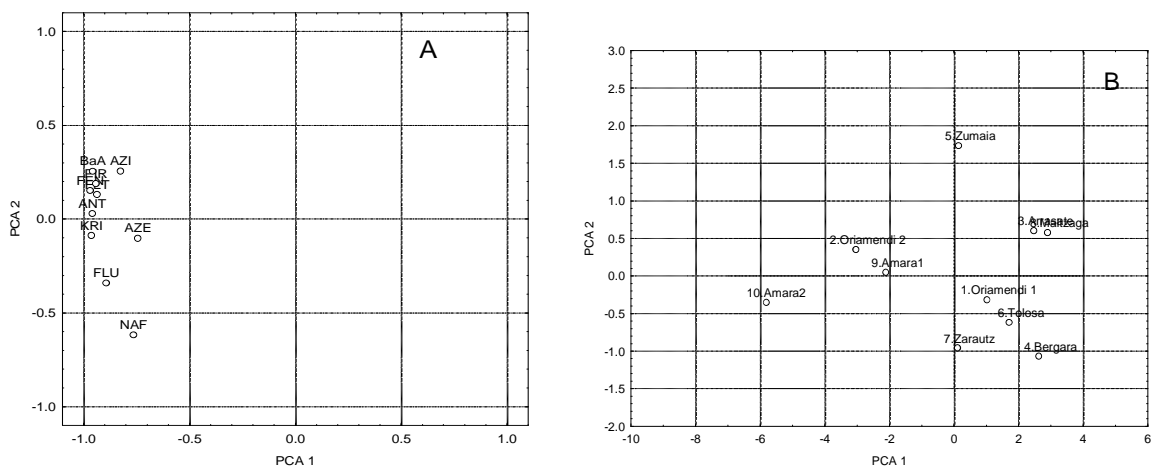 A
1.0
0.5
0.0
-0.5
-1.0
PCA 2
BaA AZI
ANT
KRI AZE
FLU
NAF
-1.0 -0.5 0.0 0.5 1.0
PCA 1
B
3.0
2.5
2.0
1.5
1.0
0.5
0.0
-0.5
-1.0
-1.5
-2.0
PCA 2
5.Zumaia
3.Arrasate
2.Oriamendi 2
9.Amara1
10.Amara2
1.Oriamendi 1
6.Tolosa
7.Zarautz
4.Bergara
-10 -8 -6 -4 -2 0 2 4 6
PCA 1